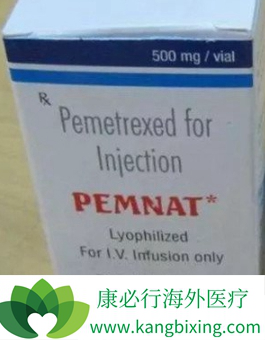 500 mg / vial
Rx
Pemetrexed for
Injection
PEMNAT*
Lyophilized
For I.V. Infusion only
康必行海外医疗
www.kangbixing.com